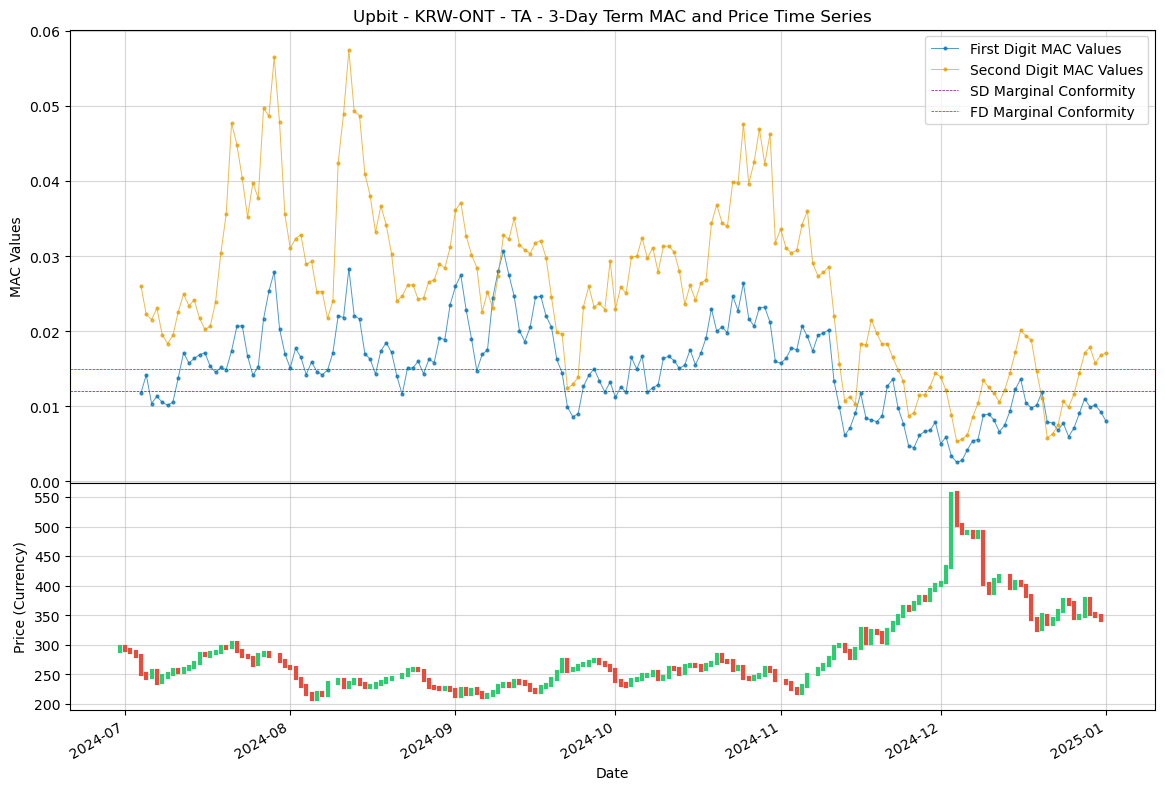 Upbit - KRW-ONT - TA - 3-Day Term MAC and Price Time Series
First Digit MAC Values
Second Digit MAC Values
SD Marginal Conformity
FD Marginal Conformity
MAC Values
0.06
0.05
0.04
0.03
0.02
0.01
0.00
Price (Currency)
550
500
450
400
350
300
250
200
2024-07
2024-08
2024-09
2024-10
2024-11
2024-12
2025-01
Date